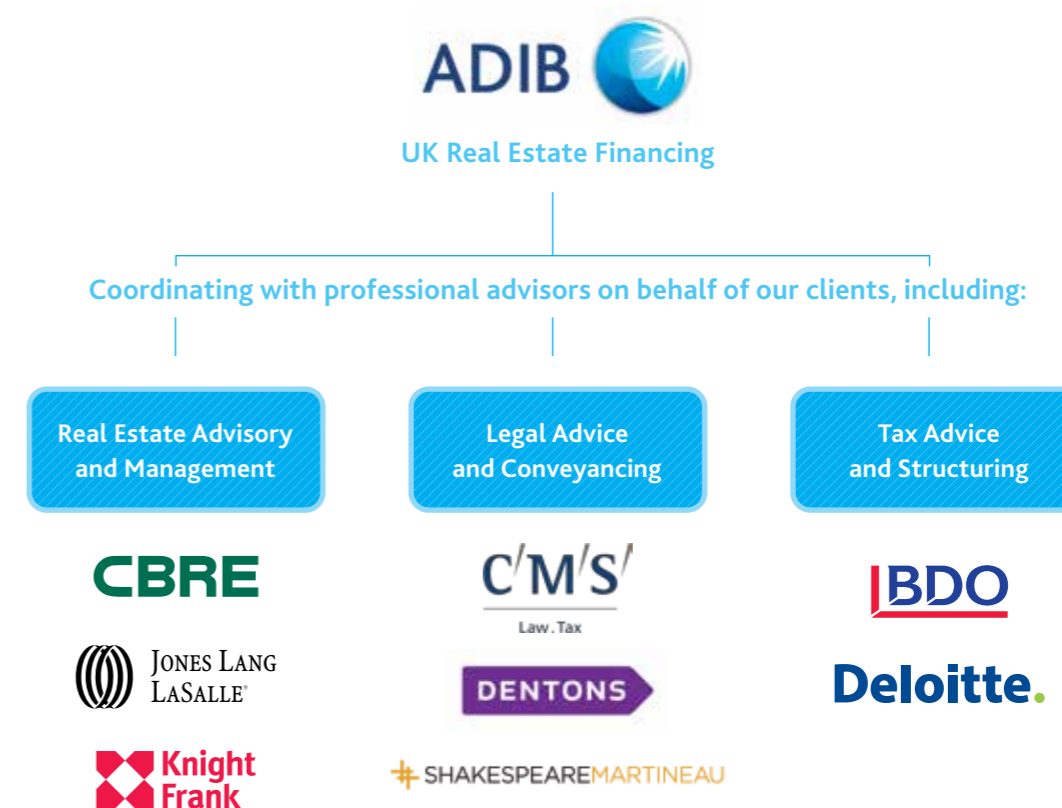 ADIB
UK Real Estate Financing
Coordinating with professional advisors on behalf of our clients, including:
Real Estate Advisory
and Management
CBRE
JONES LANG
LASALLE®
Knight
Frank
Legal Advice
and Conveyancing
C/M/S/
Law.Tax
DENTONS
SHAKESPEAREMARTINEAU
Tax Advice
and Structuring
BDO
Deloitte.